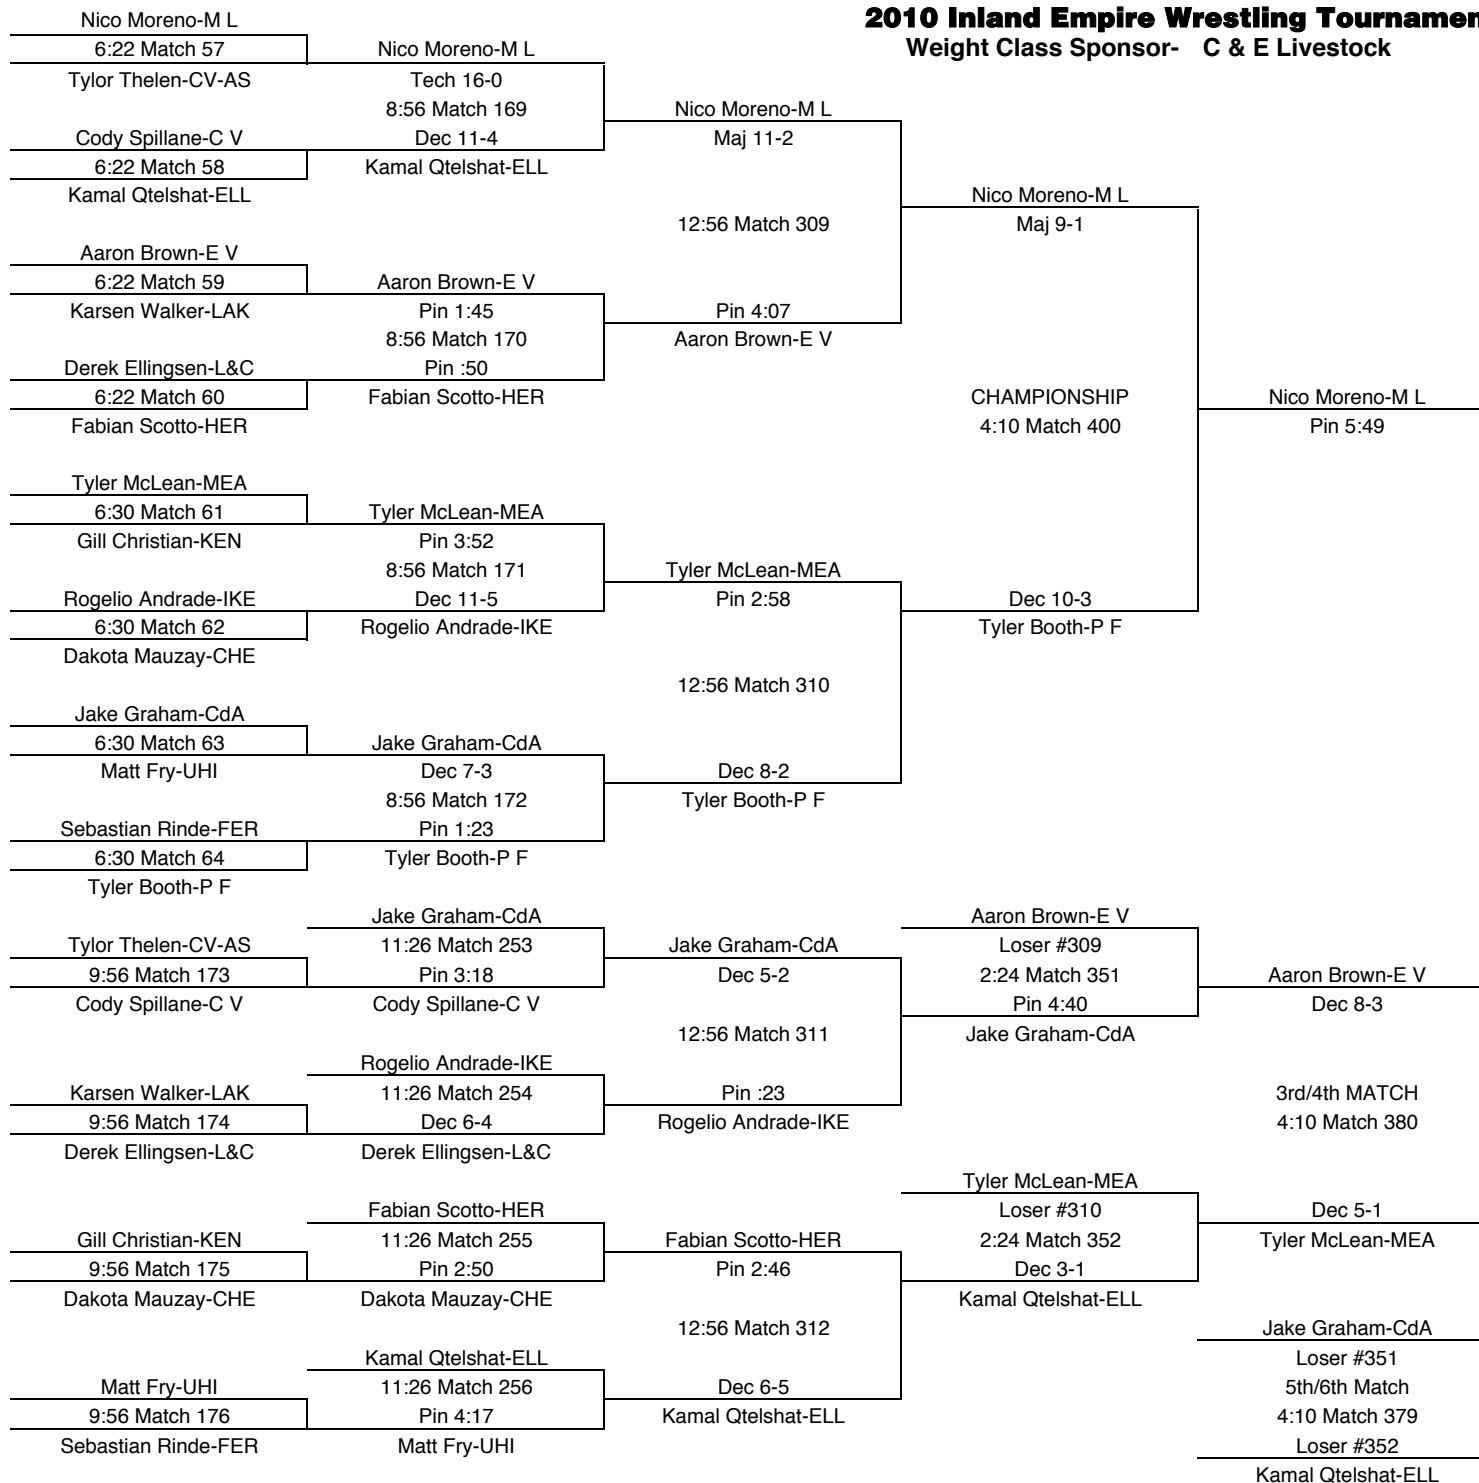 2010 Inland Empire Wrestling Tournamen
Weight Class Sponsor- C & E Livestock
Nico Moreno-M L
6:22 Match 57
Tylor Thelen-CV-AS
Cody Spillane-C V
6:22 Match 58
Kamal Qtelshat-ELL
Aaron Brown-E V
6:22 Match 59
Karsen Walker-LAK
Derek Ellingsen-L&C
6:22 Match 60
Fabian Scotto-HER
Tyler McLean-MEA
6:30 Match 61
Gill Christian-KEN
Rogelio Andrade-IKE
6:30 Match 62
Dakota Mauzay-CHE
Jake Graham-CdA
6:30 Match 63
Matt Fry-UHI
Sebastian Rinde-FER
6:30 Match 64
Tyler Booth-P F
Nico Moreno-M L
Tech 16-0
8:56 Match 169
Dec 11-4
Kamal Qtelshat-ELL
Aaron Brown-E V
Pin 1:45
8:56 Match 170
Pin :50
Fabian Scotto-HER
Tyler McLean-MEA
Pin 3:52
8:56 Match 171
Dec 11-5
Rogelio Andrade-IKE
Jake Graham-CdA
Dec 7-3
8:56 Match 172
Pin 1:23
Tyler Booth-P F
Nico Moreno-M L
Maj 11-2
12:56 Match 309
Pin 4:07
Aaron Brown-E V
Tyler McLean-MEA
Pin 2:58
12:56 Match 310
Dec 8-2
Tyler Booth-P F
Nico Moreno-M L
Maj 9-1
CHAMPIONSHIP
4:10 Match 400
Dec 10-3
Tyler Booth-P F
Nico Moreno-M L
Pin 5:49
Tylor Thelen-CV-AS
9:56 Match 173
Cody Spillane-C V
Karsen Walker-LAK
9:56 Match 174
Derek Ellingsen-L&C
Gill Christian-KEN
9:56 Match 175
Dakota Mauzay-CHE
Matt Fry-UHI
9:56 Match 176
Sebastian Rinde-FER
Jake Graham-CdA
11:26 Match 253
Pin 3:18
Cody Spillane-C V
Rogelio Andrade-IKE
11:26 Match 254
Dec 6-4
Derek Ellingsen-L&C
Fabian Scotto-HER
11:26 Match 255
Pin 2:50
Dakota Mauzay-CHE
Kamal Qtelshat-ELL
11:26 Match 256
Pin 4:17
Matt Fry-UHI
Jake Graham-CdA
Dec 5-2
12:56 Match 311
Pin :23
Rogelio Andrade-IKE
Fabian Scotto-HER
Pin 2:46
12:56 Match 312
Dec 6-5
Kamal Qtelshat-ELL
Aaron Brown-E V
Loser #309
2:24 Match 351
Pin 4:40
Jake Graham-CdA
Tyler McLean-MEA
Loser #310
2:24 Match 352
Dec 3-1
Kamal Qtelshat-ELL
Aaron Brown-E V
Dec 8-3
3rd/4th MATCH
4:10 Match 380
Dec 5-1
Tyler McLean-MEA
Jake Graham-CdA
Loser #351
5th/6th Match
4:10 Match 379
Loser #352
Kamal Qtelshat-ELL